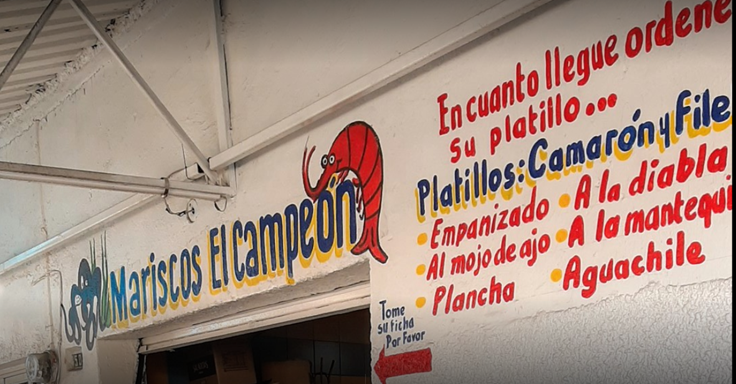 Mariscos El Campeón
En cuanto llegue ordene
su platillo...
Platillos: Camarón y File
• Empanizado • A la diabla
• Al mojo de ajo • A la mantequi
• Plancha • Aguachile
Tome
su ficha
Por Favor